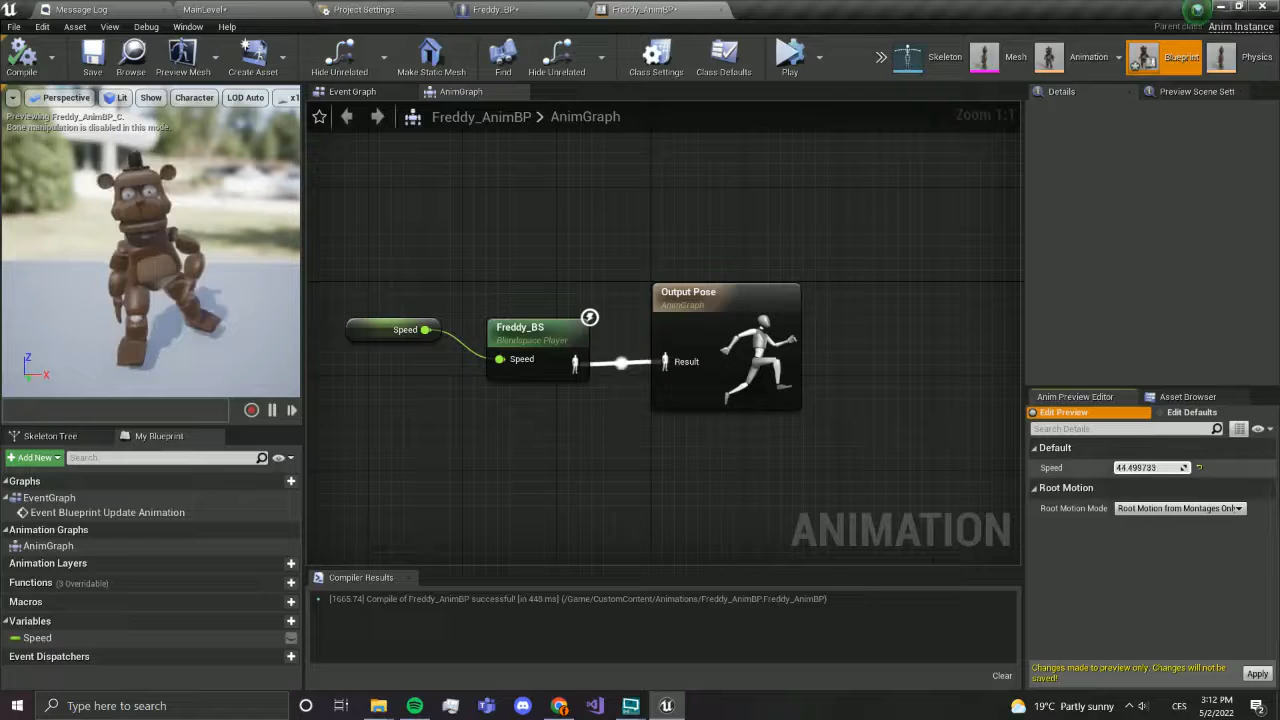 Message Log
MainLevel*
Project Settings
Freddy_BP*
Freddy_AnimBP*
File
Edit
Asset
View
Debug
Window
Help
Parent class:
Anim Instance
Compile
Save
Browse
Preview Mesh
Create Asset
Hide Unrelated
Make Static Mesh
Find
Hide Unrelated
Class Settings
Class Defaults
Play
Skeleton
Mesh
Animation
Blueprint
Physics
Perspective
Lit
Show
Character
LOD Auto
x1
Previewing Freddy_AnimBP_C.
Bone manipulation is disabled in this mode.
Z
X
Event Graph
AnimGraph
Freddy_AnimBP > AnimGraph
Zoom 1:1
Speed
Freddy_BS
Blendspace Player
Speed
Output Pose
AnimGraph
Result
ANIMATION
Details
Preview Scene Sett
Skeleton Tree
My Blueprint
+ Add New
Search
Graphs
EventGraph
Event Blueprint Update Animation
Animation Graphs
AnimGraph
Animation Layers
Functions (3 Overridable)
Macros
Variables
Speed
Event Dispatchers
Compiler Results
[1665.74] Compile of Freddy_AnimBP successful! [in 448 ms] (/Game/CustomContent/Animations/Freddy_AnimBP.Freddy_AnimBP)
Clear
Anim Preview Editor
Asset Browser
Edit Preview
Edit Defaults
Search Details
Default
Speed
44.499733
Root Motion
Root Motion Mode
Root Motion from Montages Only
Changes made to preview only. Changes will not be
saved!
Apply
Type here to search
19°C Partly sunny
CES
3:12 PM
5/2/2022
2